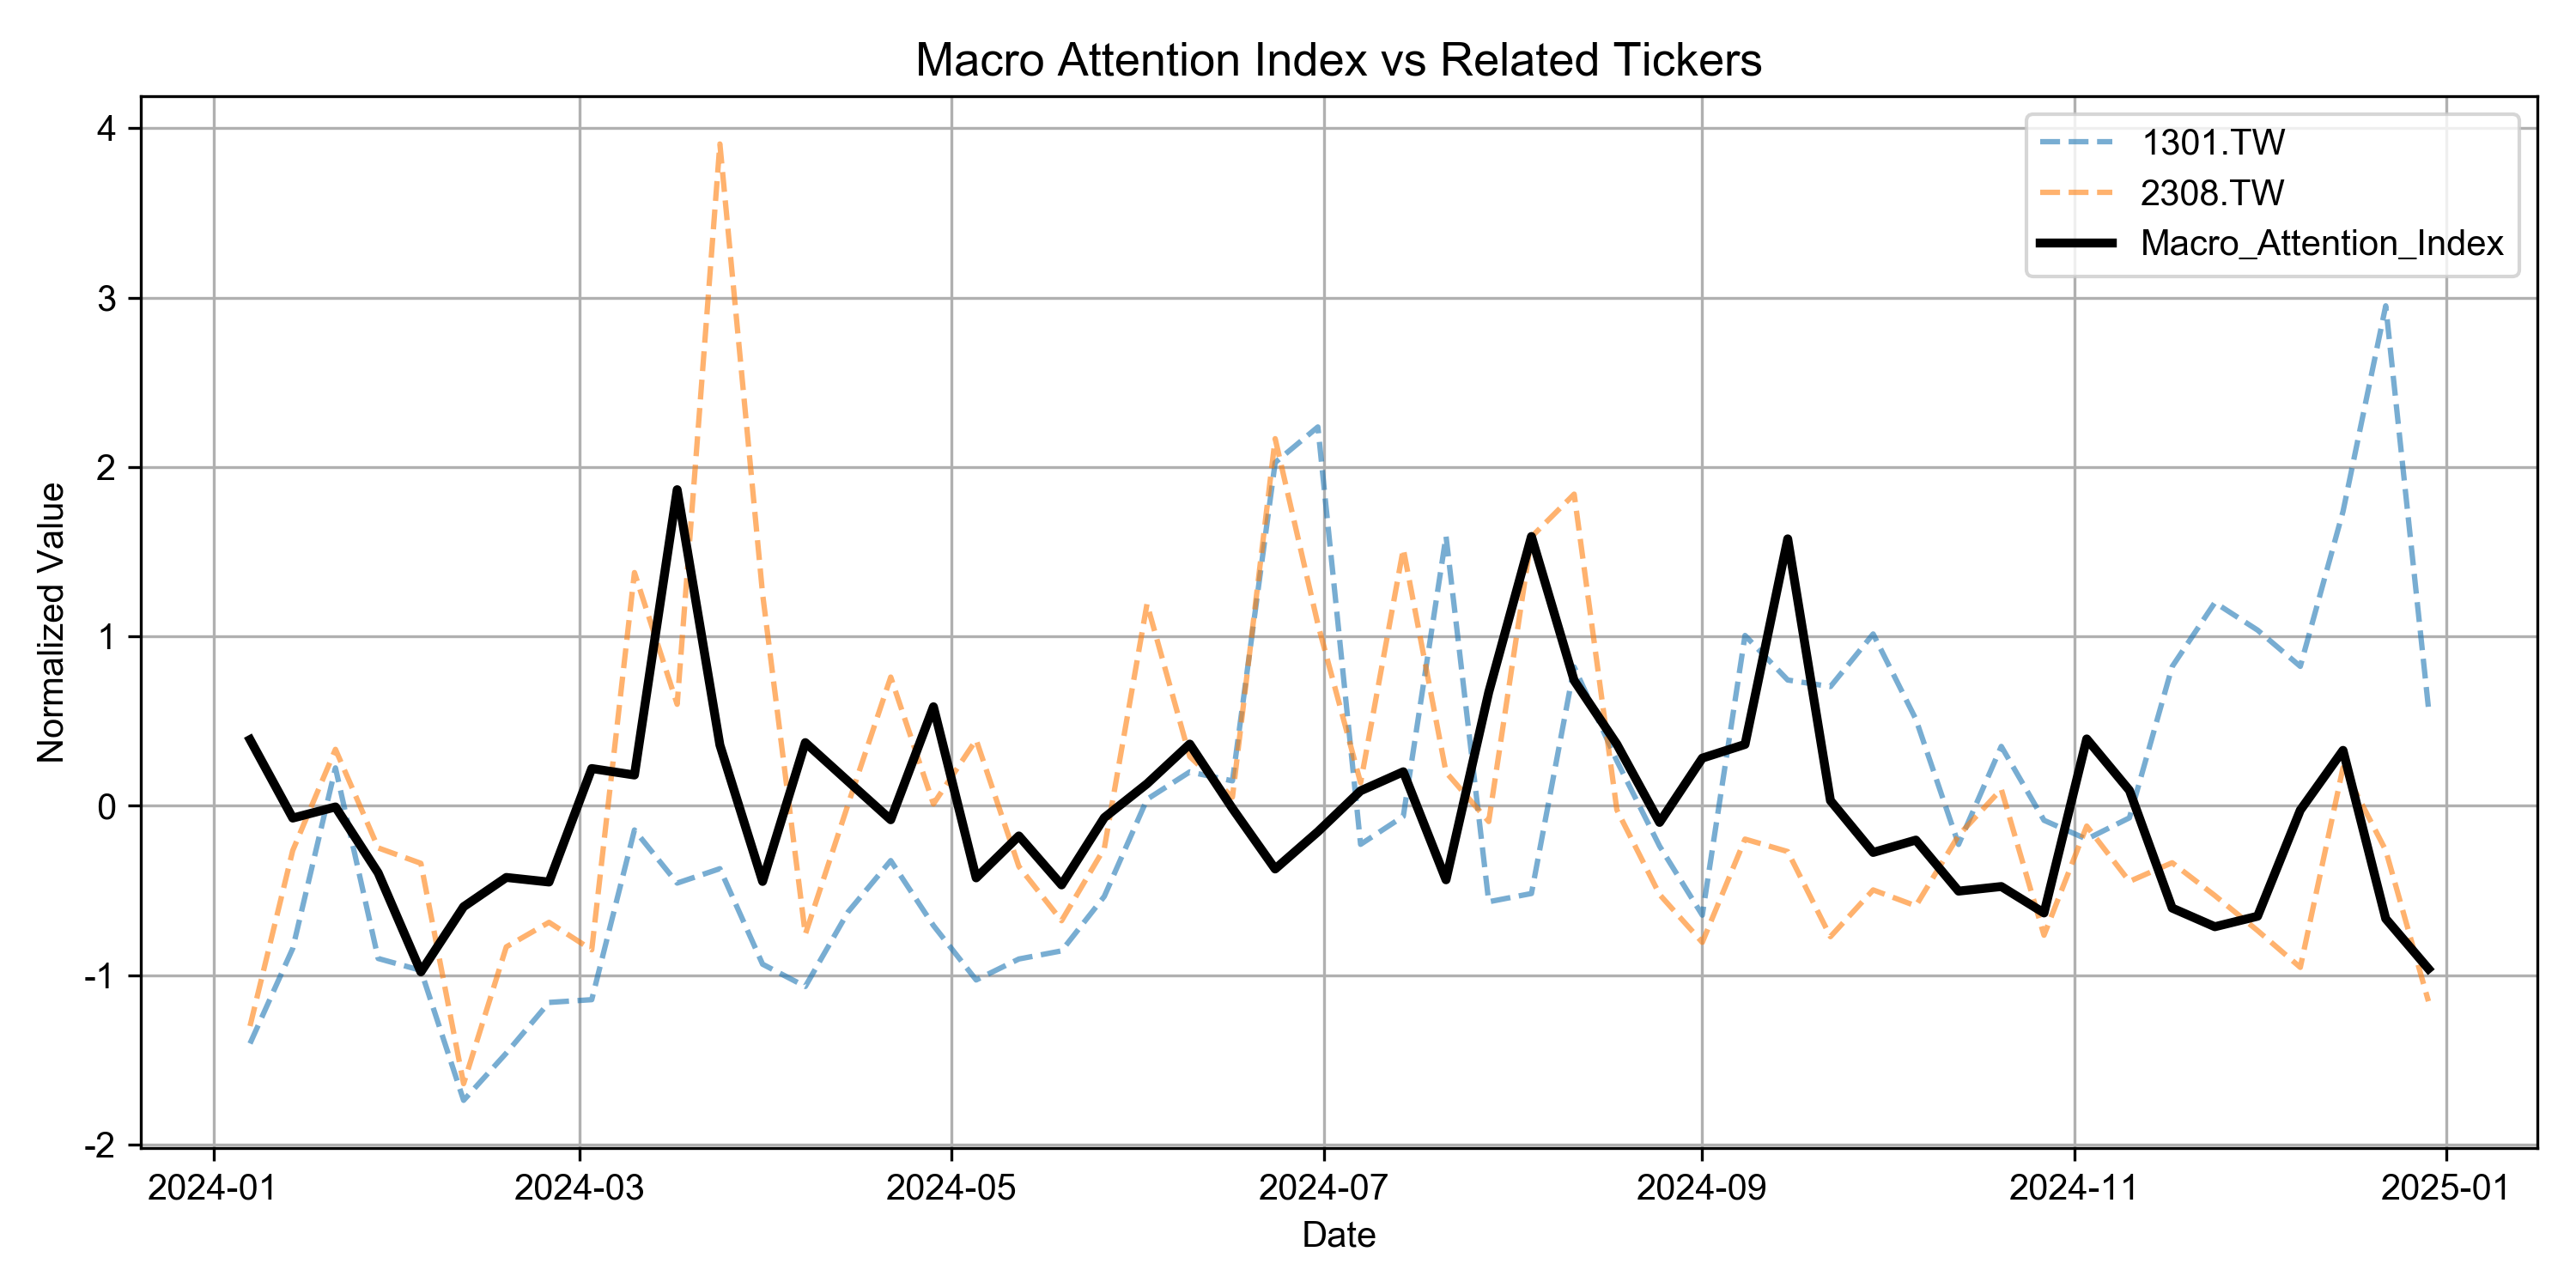 Macro Attention Index vs Related Tickers
1301.TW
2308.TW
Macro_Attention_Index
Normalized Value
4
3
2
1
0
-1
-2
2024-01
2024-03
2024-05
2024-07
2024-09
2024-11
2025-01
Date